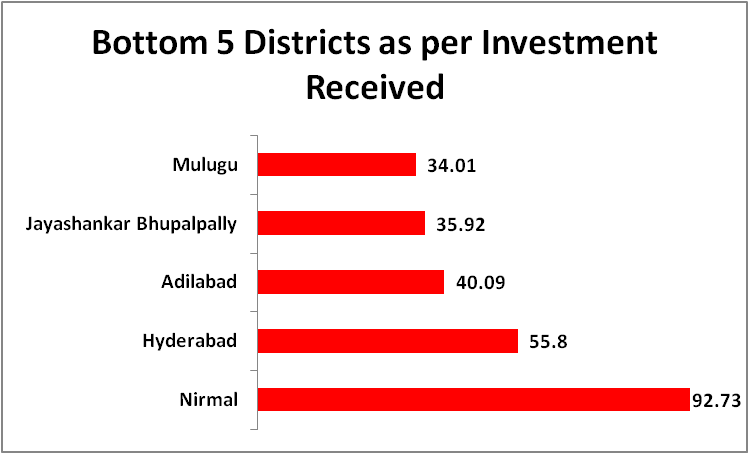 Bottom 5 Districts as per Investment
Received
Mulugu 34.01
Jayashankar Bhupalpally 35.92
Adilabad 40.09
Hyderabad 55.8
Nirmal 92.73